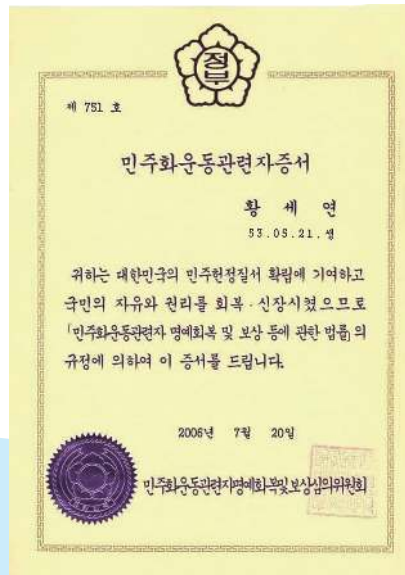 정부
제 751 호
민주화운동관련자증서
황 세 연
53.05.21.생
귀하는 대한민국의 민주헌정질서 확립에 기여하고
국민의 자유와 권리를 회복·신장시켰으므로
「민주화운동관련자 명예회복 및 보상 등에 관한 법률」의
규정에 의하여 이 증서를 드립니다.
2006년 7월 20일
민주화운동관련자명예회복및보상심의위원회